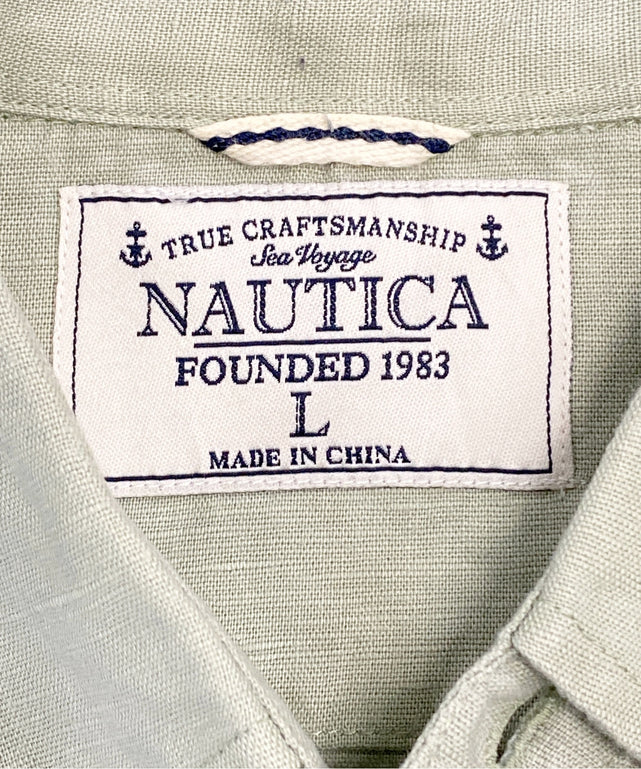 TRUE CRAFTSMANSHIP
Sea Voyage
NAUTICA
FOUNDED 1983
L
MADE IN CHINA